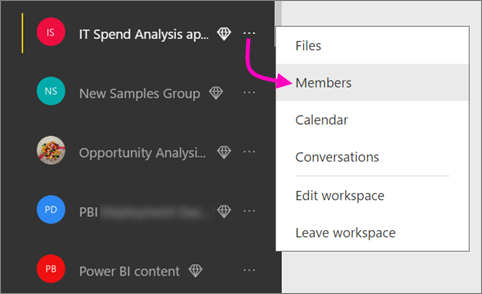 IS IT Spend Analysis ap... ...
NS New Samples Group ...
Opportunity Analysi... ...
PD PBI ...
PB Power BI content ...
Files
Members
Calendar
Conversations
Edit workspace
Leave workspace